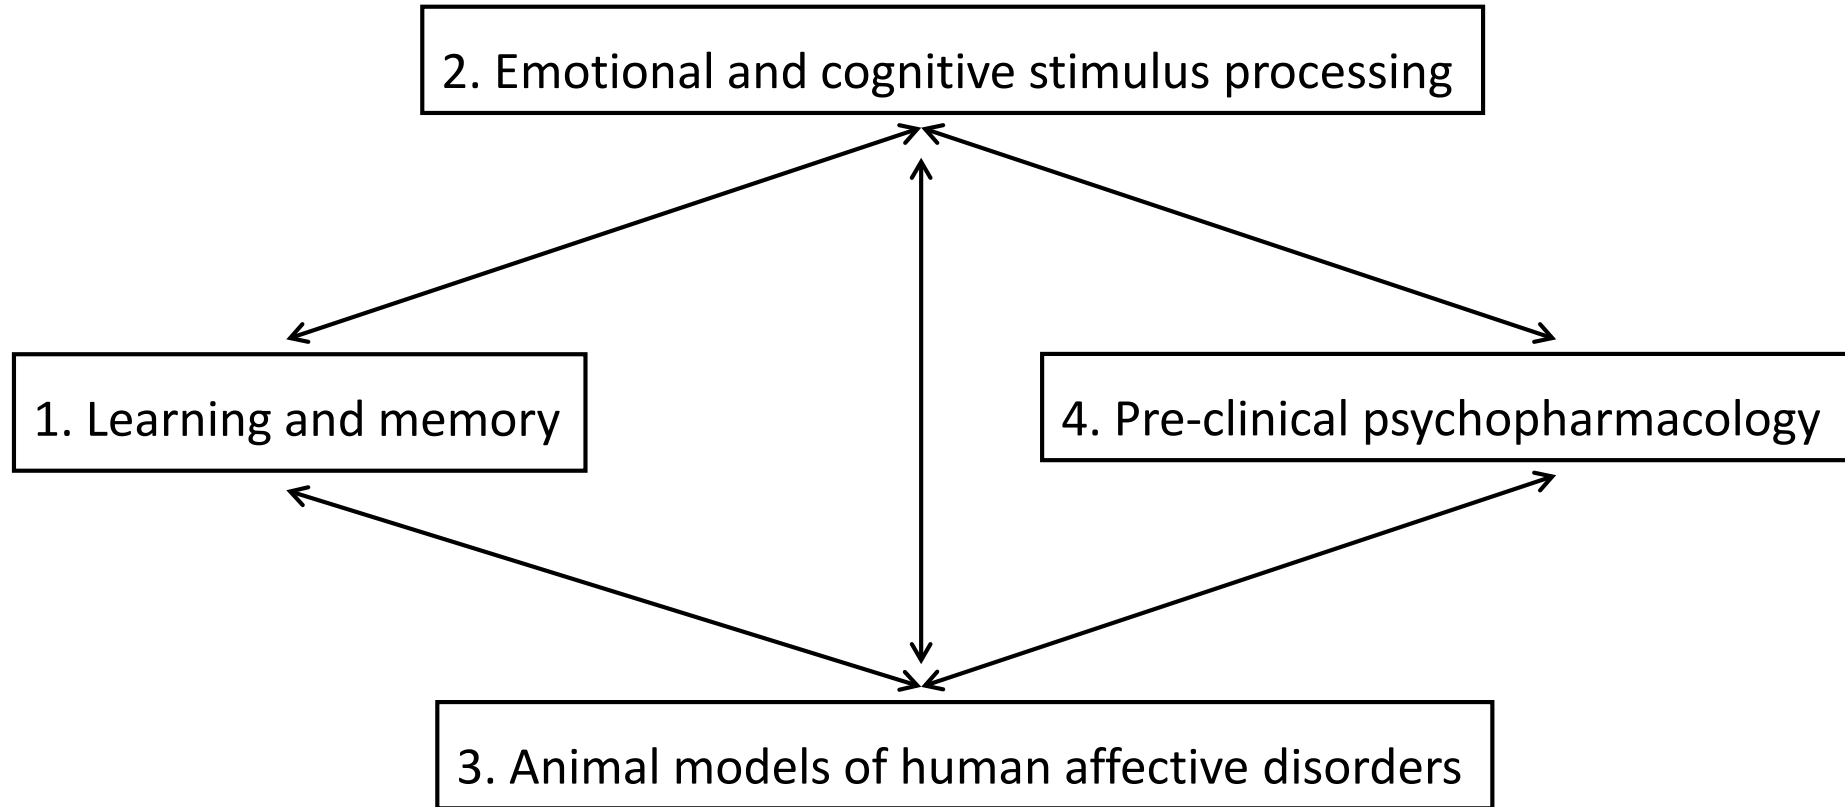 2. Emotional and cognitive stimulus processing
1. Learning and memory
4. Pre-clinical psychopharmacology
3. Animal models of human affective disorders